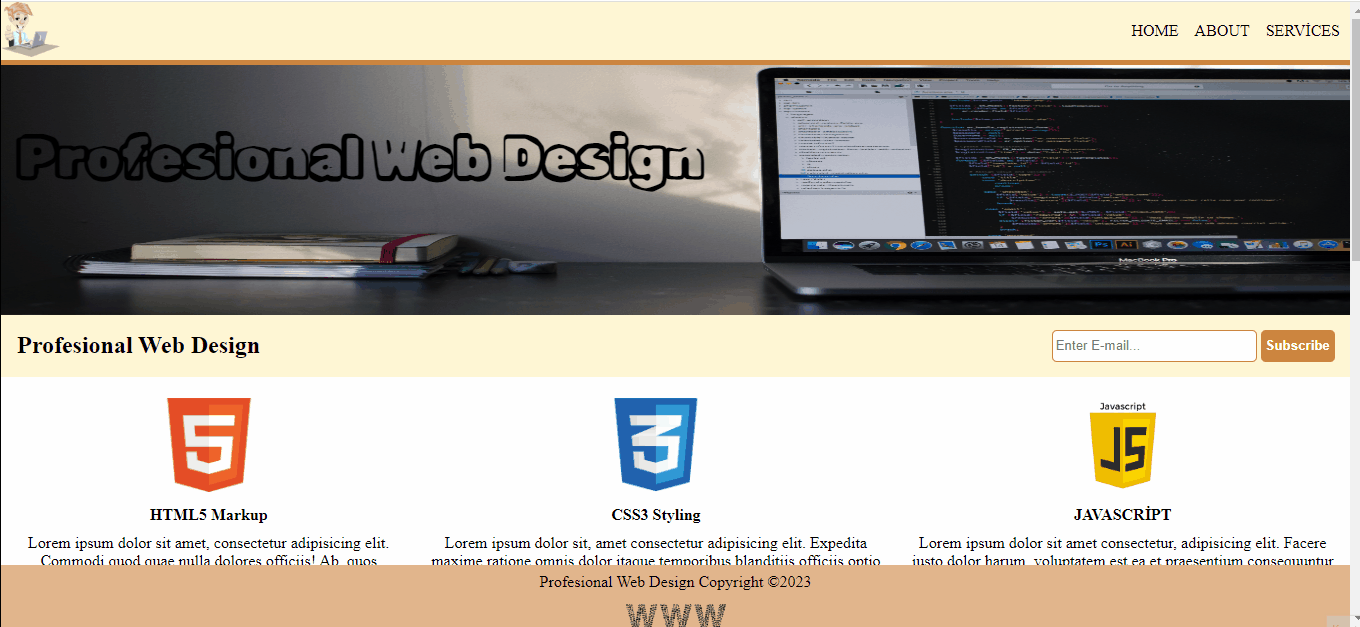 HOME ABOUT SERVİCES
Profesional Web Design
MacBook Pro
Profesional Web Design
Enter E-mail... Subscribe
Javascript
HTML5 Markup CSS3 Styling JAVASCRİPT
Lorem ipsum dolor sit amet, consectetur adipisicing elit. Lorem ipsum dolor sit, amet consectetur adipisicing elit. Expedita Lorem ipsum dolor sit amet consectetur, adipisicing elit. Facere
Commodi quod quae nulla dolores officiis! Ab, quos maxime ratione omnis dolor itaque temporibus blanditiis officiis optio iusto dolor harum, voluptatem est ea et praesentium consequuntur
Profesional Web Design Copyright ©2023
WWW